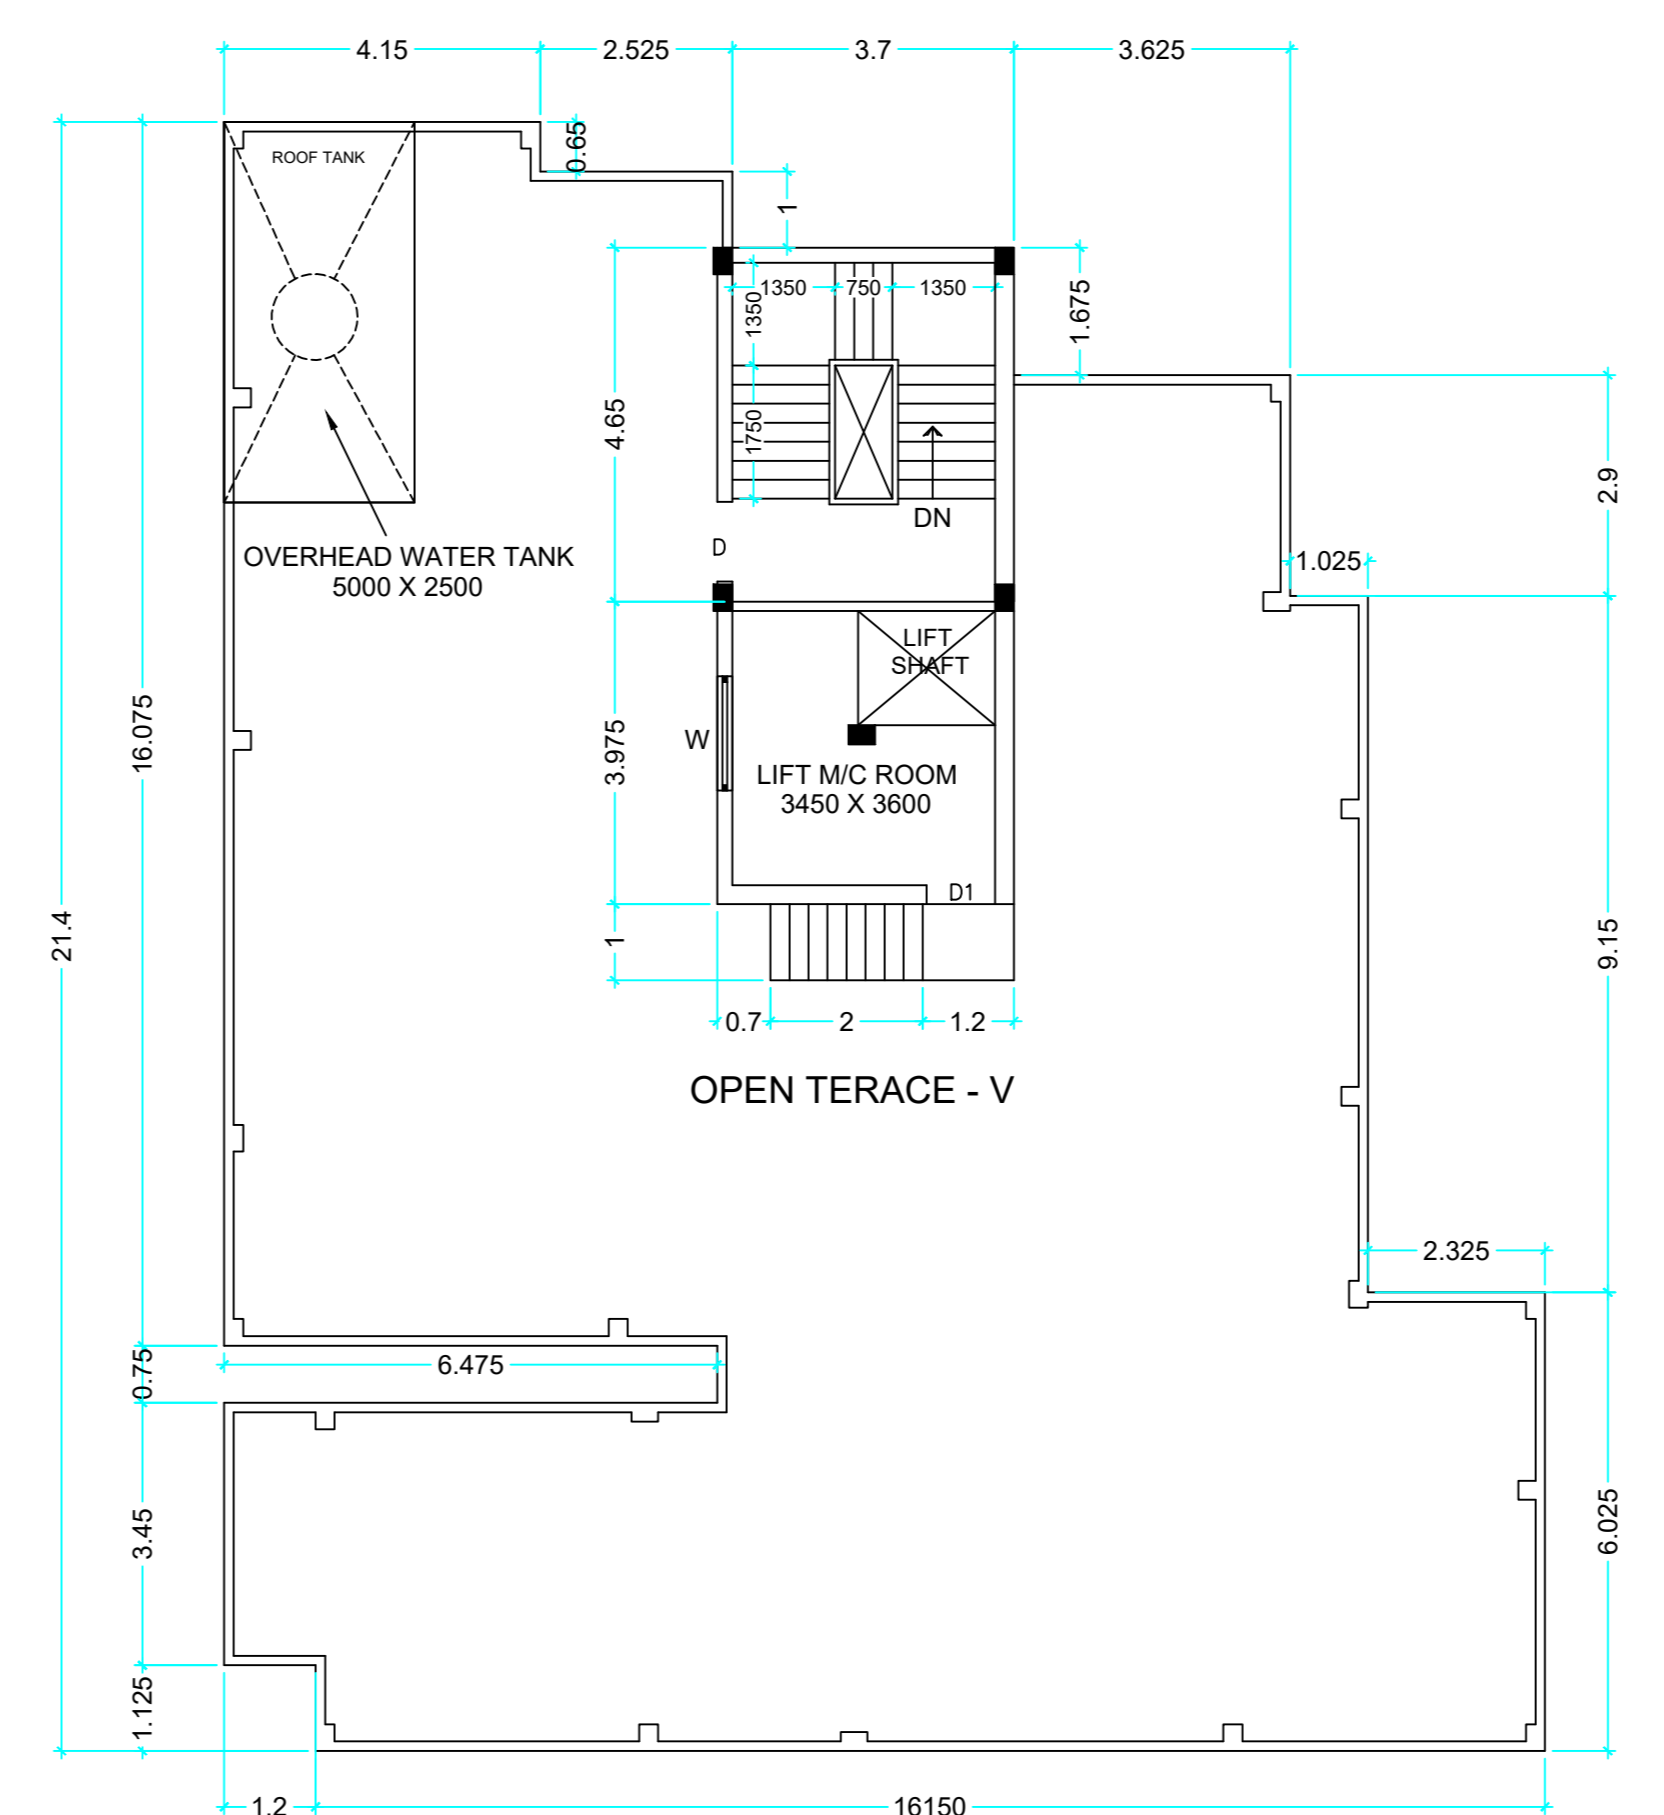 4.15
2.525
3.7
3.625
0.65
ROOF TANK
1
1350
750
1350
1350
1.675
4.65
1750
2.9
DN
D
1.025
OVERHEAD WATER TANK
5000 X 2500
LIFT
SHAFT
16.075
3.975
W
LIFT M/C ROOM
3450 X 3600
D1
21.4
1
9.15
0.7
2
1.2
OPEN TERACE - V
2.325
0.75
6.475
3.45
6.025
1.125
1.2
16150